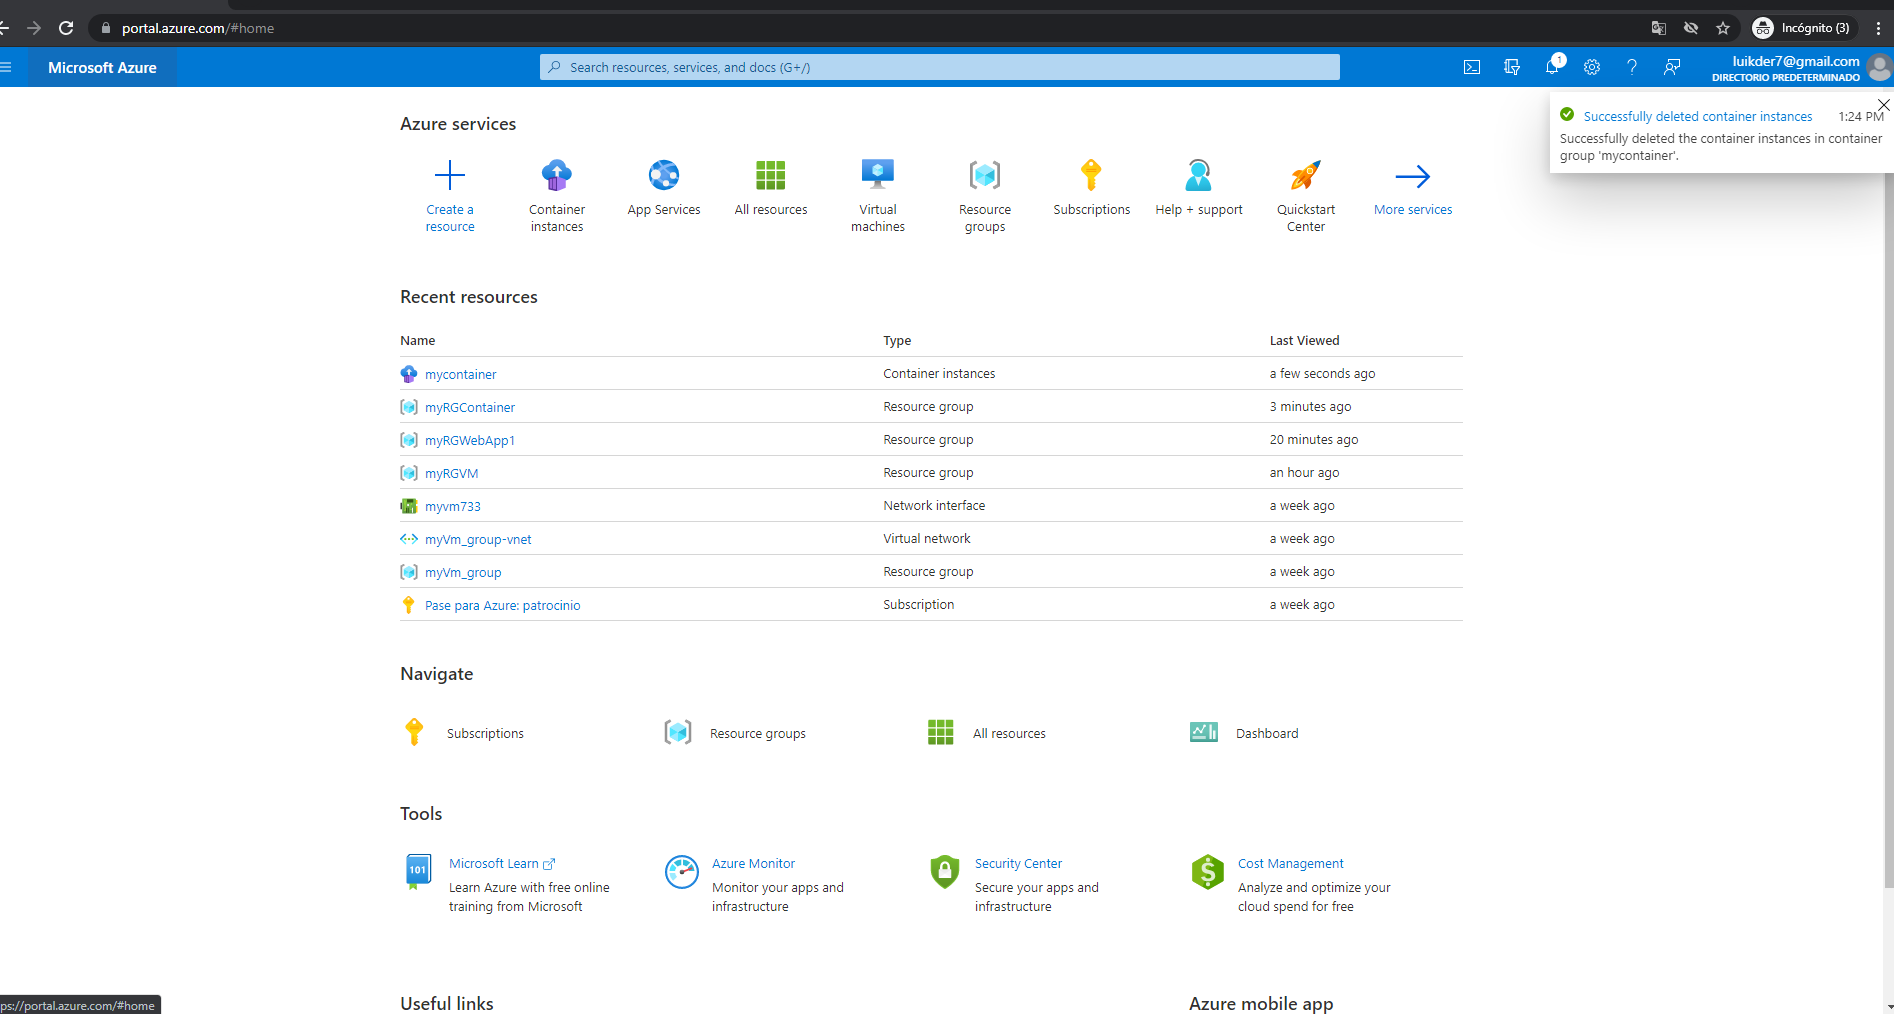 portal.azure.com/#home
Incógnito (3)
Microsoft Azure
Search resources, services, and docs (G+/)
1
luikder7@gmail.com
DIRECTORIO PREDETERMINADO
Successfully deleted container instances 1:24 PM
Successfully deleted the container instances in container
group 'mycontainer'.
Azure services
Create a
resource
Container
instances
App Services
All resources
Virtual
machines
Resource
groups
Subscriptions
Help + support
Quickstart
Center
More services
Recent resources
Name Type Last Viewed
mycontainer Container instances a few seconds ago
myRGContainer Resource group 3 minutes ago
myRGWebApp1 Resource group 20 minutes ago
myRGVM Resource group an hour ago
myvm733 Network interface a week ago
myVm_group-vnet Virtual network a week ago
myVm_group Resource group a week ago
Pase para Azure: patrocinio Subscription a week ago
Navigate
Subscriptions Resource groups All resources Dashboard
Tools
101
Microsoft Learn
Learn Azure with free online
training from Microsoft
Azure Monitor
Monitor your apps and
infrastructure
Security Center
Secure your apps and
infrastructure
$
Cost Management
Analyze and optimize your
cloud spend for free
Useful links Azure mobile app
ps://portal.azure.com/#home